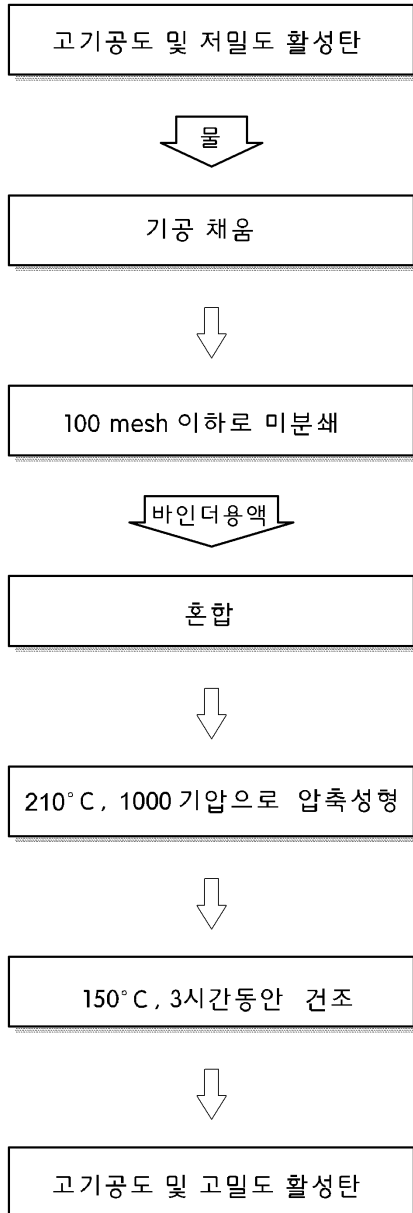 고기공도 및 저밀도 활성탄
물
기공 채움
100 mesh 이하로 미분쇄
바인더용액
혼합
210°C, 1000 기압으로 압축성형
150°C, 3시간동안 건조
고기공도 및 고밀도 활성탄